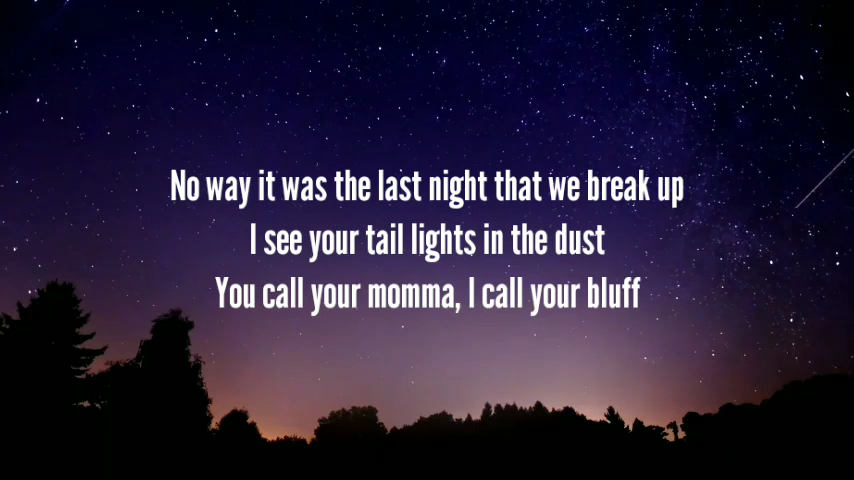 No way it was the last night that we break up
I see your tail lights in the dust
You call your momma, I call your bluff